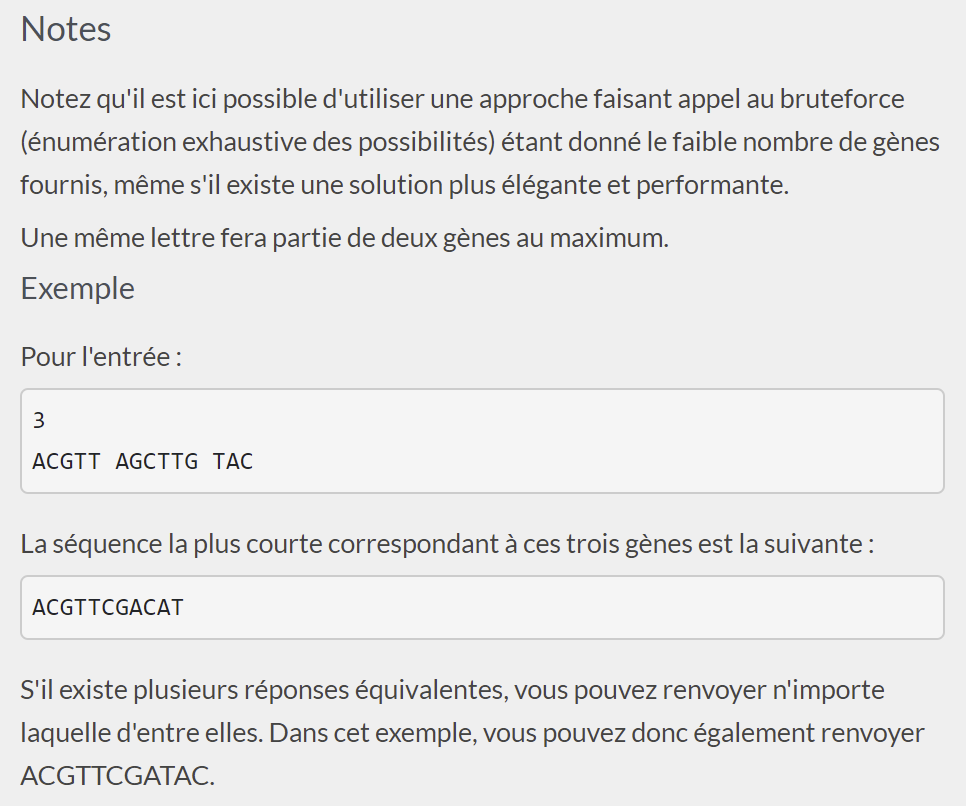 Notes
Notez qu'il est ici possible d'utiliser une approche faisant appel au bruteforce
(énumération exhaustive des possibilités) étant donné le faible nombre de gènes
fournis, même s'il existe une solution plus élégante et performante.
Une même lettre fera partie de deux gènes au maximum.
Exemple
Pour l'entrée :
3
ACGTT AGCTTG TAC
La séquence la plus courte correspondant à ces trois gènes est la suivante :
ACGTTCGACAT
S'il existe plusieurs réponses équivalentes, vous pouvez renvoyer n'importe
laquelle d'entre elles. Dans cet exemple, vous pouvez donc également renvoyer
ACGTTCGATAC.